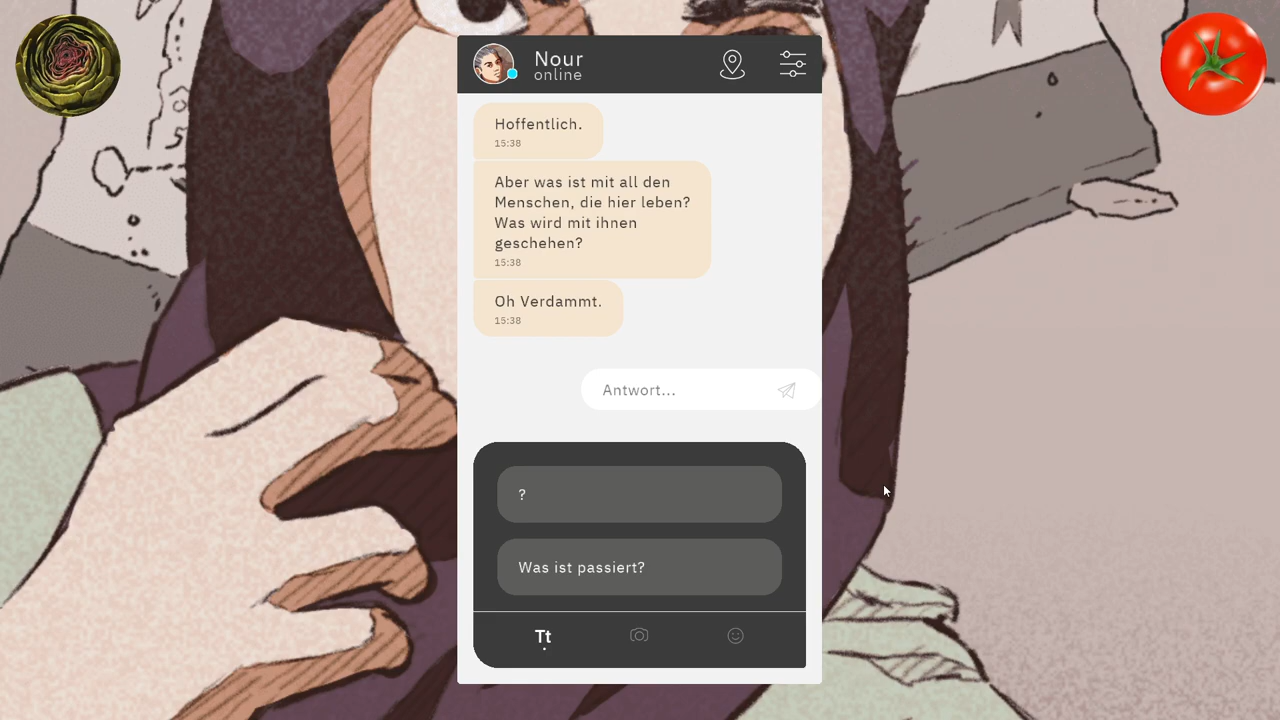 Nour
online
Hoffentlich.
15:38
Aber was ist mit all den
Menschen, die hier leben?
Was wird mit ihnen
geschehen?
15:38
Oh Verdammt.
15:38
Antwort...
?
Was ist passiert?
Tt